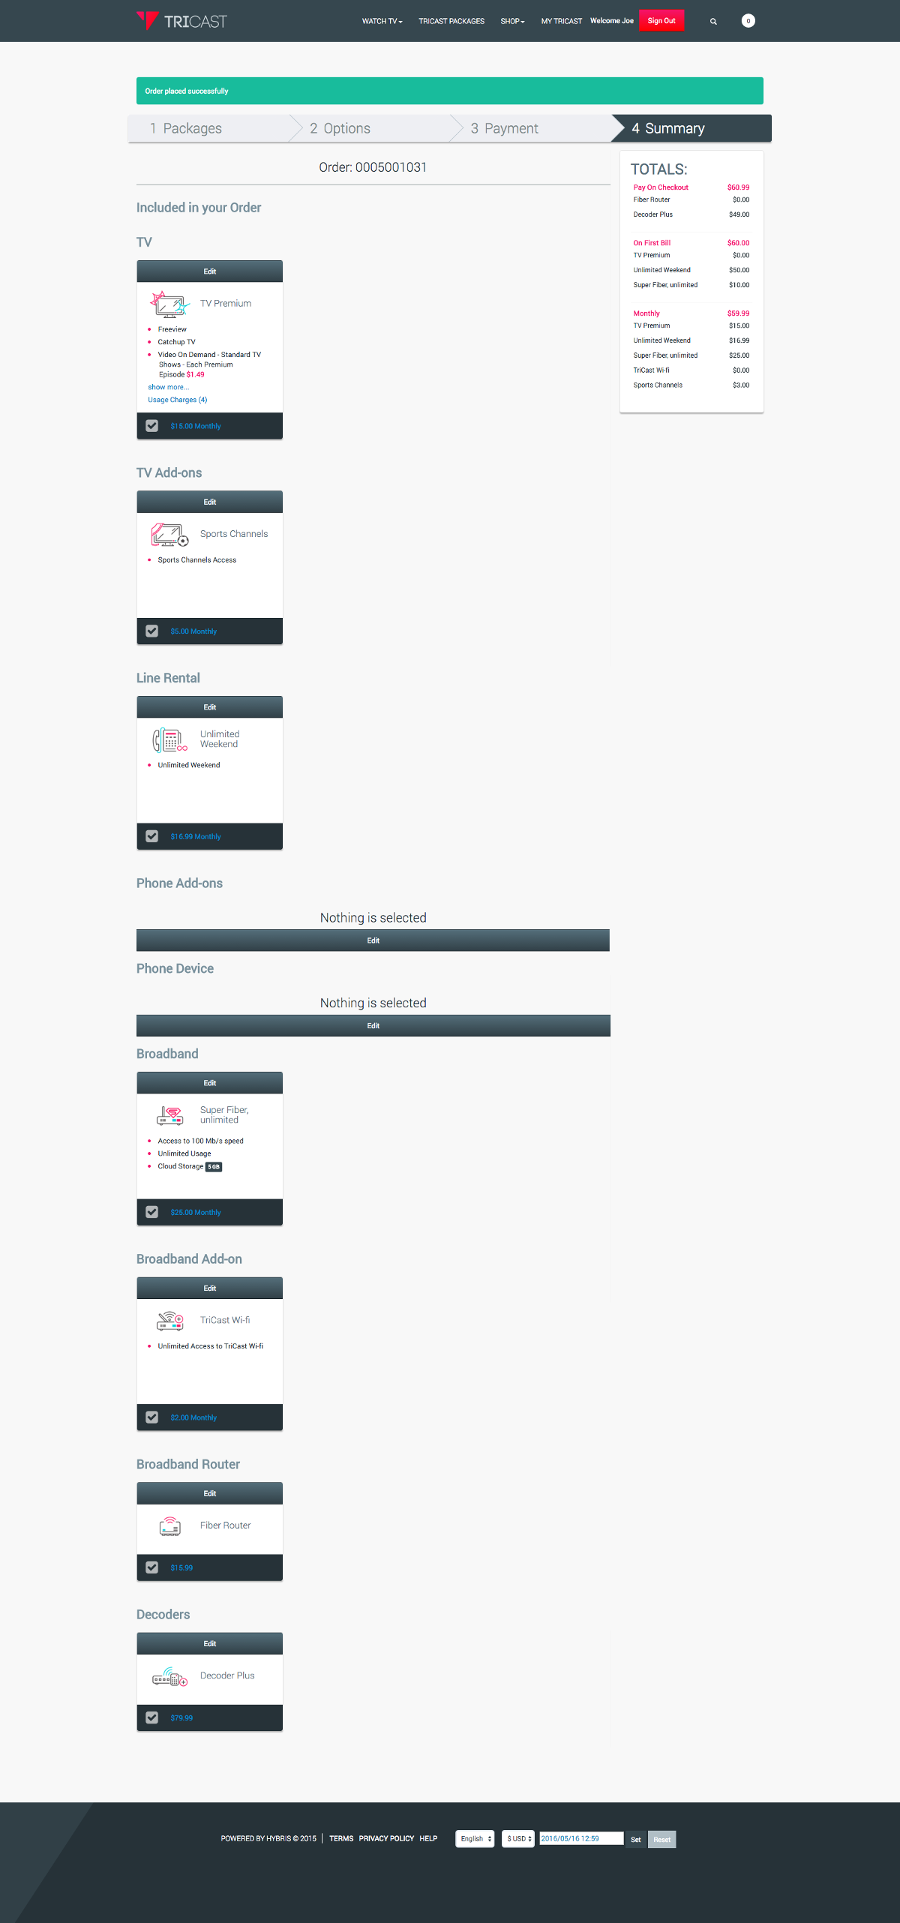 TRICAST
WATCH TV
TRICAST PACKAGES
SHOP
MY TRICAST
Welcome Joe
Sign Out
0
Order placed successfully
1 Packages
2 Options
3 Payment
4 Summary
Order: 0005001031
Included in your Order
TV
Edit
TV Premium
Freeview
Catchup TV
Video On Demand - Standard TV
Shows - Each Premium
Episode $1.49
show more...
Usage Charges (4)
$15.00 Monthly
TV Add-ons
Edit
Sports Channels
Sports Channels Access
$5.00 Monthly
Line Rental
Edit
Unlimited
Weekend
Unlimited Weekend
$16.99 Monthly
Phone Add-ons
Nothing is selected
Edit
Phone Device
Nothing is selected
Edit
Broadband
Edit
Super Fiber,
unlimited
Access to 100 Mb/s speed
Unlimited Usage
Cloud Storage 5 GB
$25.00 Monthly
Broadband Add-on
Edit
TriCast Wi-fi
Unlimited Access to TriCast Wi-fi
$2.00 Monthly
Broadband Router
Edit
Fiber Router
$15.99
Decoders
Edit
Decoder Plus
$79.99
TOTALS:
Pay On Checkout $60.99
Fiber Router $0.00
Decoder Plus $49.00
On First Bill $60.00
TV Premium $0.00
Unlimited Weekend $50.00
Super Fiber, unlimited $10.00
Monthly $59.99
TV Premium $15.00
Unlimited Weekend $16.99
Super Fiber, unlimited $25.00
TriCast Wi-fi $0.00
Sports Channels $3.00
POWERED BY HYBRIS © 2015 | TERMS PRIVACY POLICY HELP
English
$ USD
2016/05/16 12:59
Set
Reset